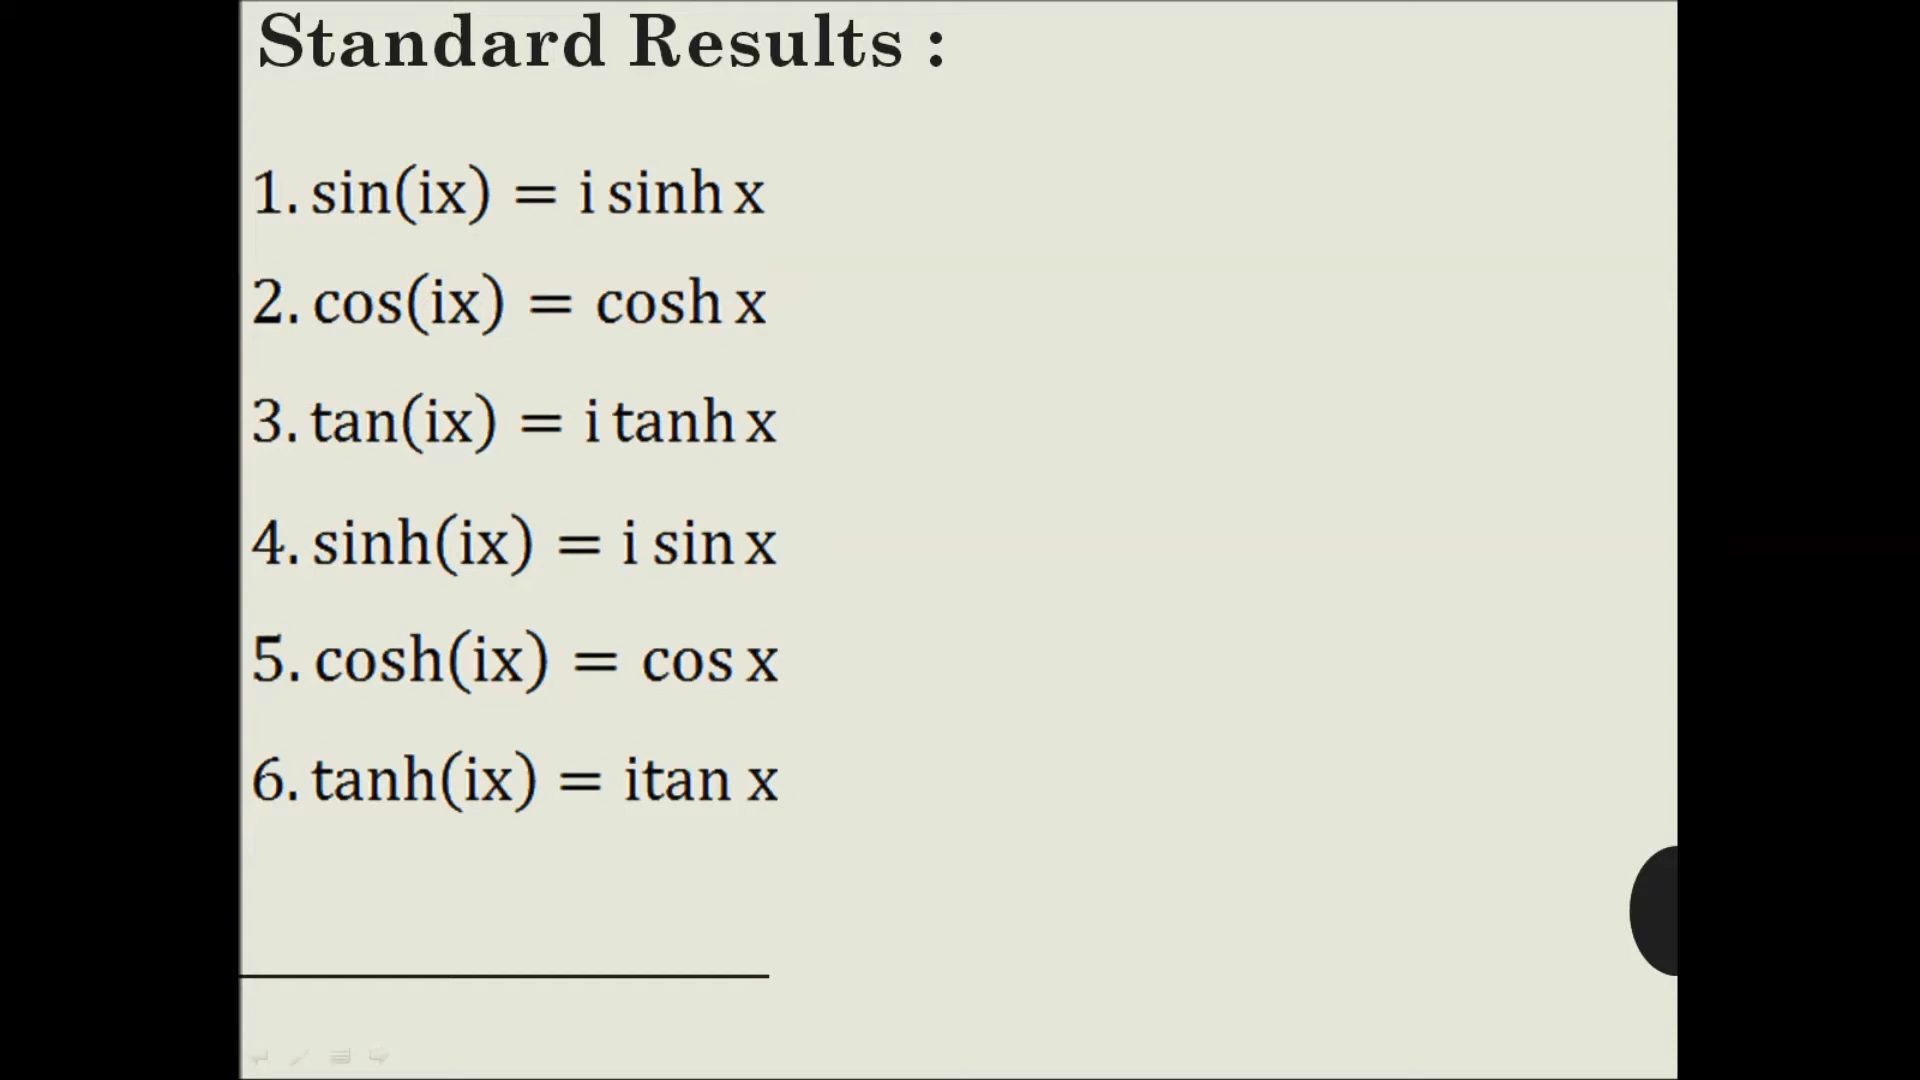 Standard Results :
1. sin(ix) = i sinh x
2. cos(ix) = cosh x
3. tan(ix) = i tanh x
4. sinh(ix) = i sin x
5. cosh(ix) = cos x
6. tanh(ix) = itan x